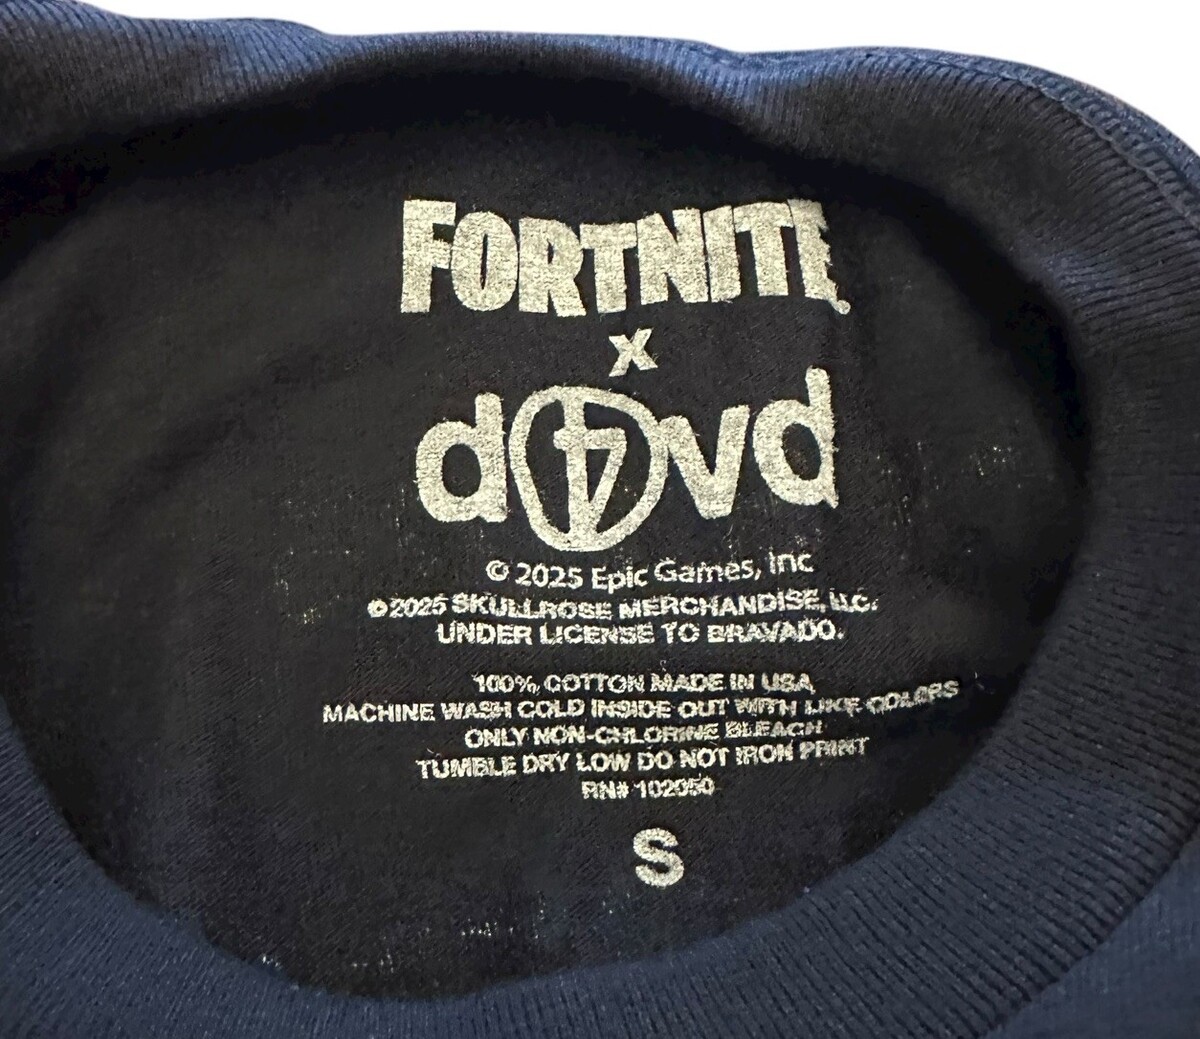 FORTNITE
x
d4vd
© 2025 Epic Games, Inc
©2025 SKULLROSE MERCHANDISE, LLC.
UNDER LICENSE TO BRAVADO.
100% COTTON MADE IN USA
MACHINE WASH COLD INSIDE OUT WITH LIKE COLORS
ONLY NON-CHLORINE BLEACH
TUMBLE DRY LOW DO NOT IRON PRINT
RN# 102050
S